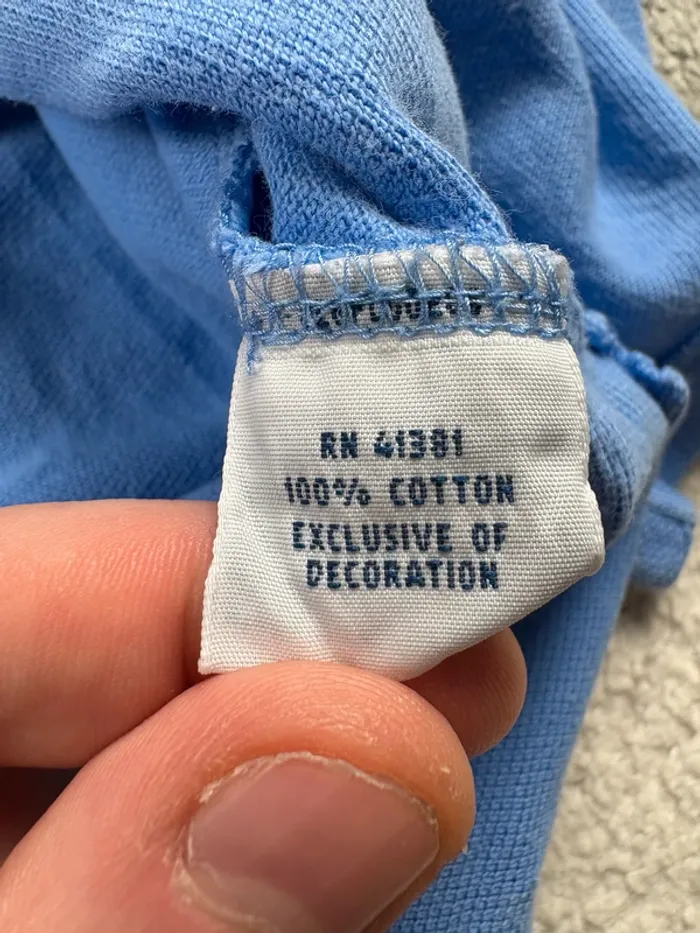 RN 41381
100% COTTON
EXCLUSIVE OF
DECORATION